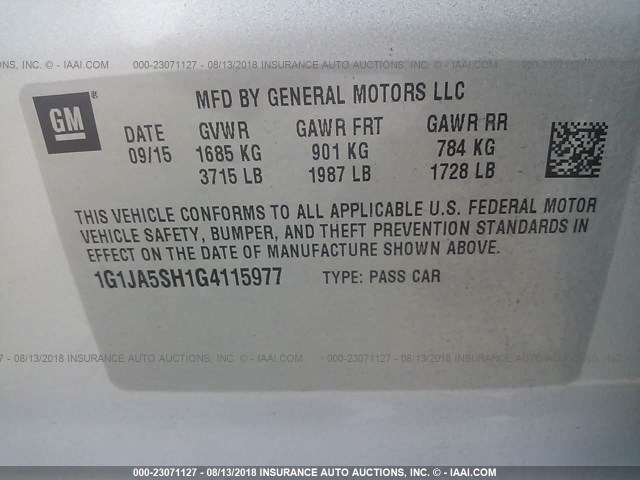 NEERS, INC. © - IAAI.COM 000-23071127 - 08/13/2018 INSURANCE AUTO AUCTIONS, INC. © - IAAI.COM 000-23071
GM ®
MFD BY GENERAL MOTORS LLC
DATE GVWR GAWR FRT GAWR RR
09/15 1685 KG 901 KG 784 KG
3715 LB 1987 LB 1728 LB
THIS VEHICLE CONFORMS TO ALL APPLICABLE U.S. FEDERAL MOTOR
VEHICLE SAFETY, BUMPER, AND THEFT PREVENTION STANDARDS IN
EFFECT ON THE DATE OF MANUFACTURE SHOWN ABOVE.
1G1JA5SH1G4115977 TYPE: PASS CAR
27 - 08/13/2018 INSURANCE AUTO AUCTIONS, INC. © - IAAI.COM 000-23071127 - 08/13/2018 INSURANCE AUTO AUCTIONS
000-23071127 - 08/13/2018 INSURANCE AUTO AUCTIONS, INC. © - IAAI.COM